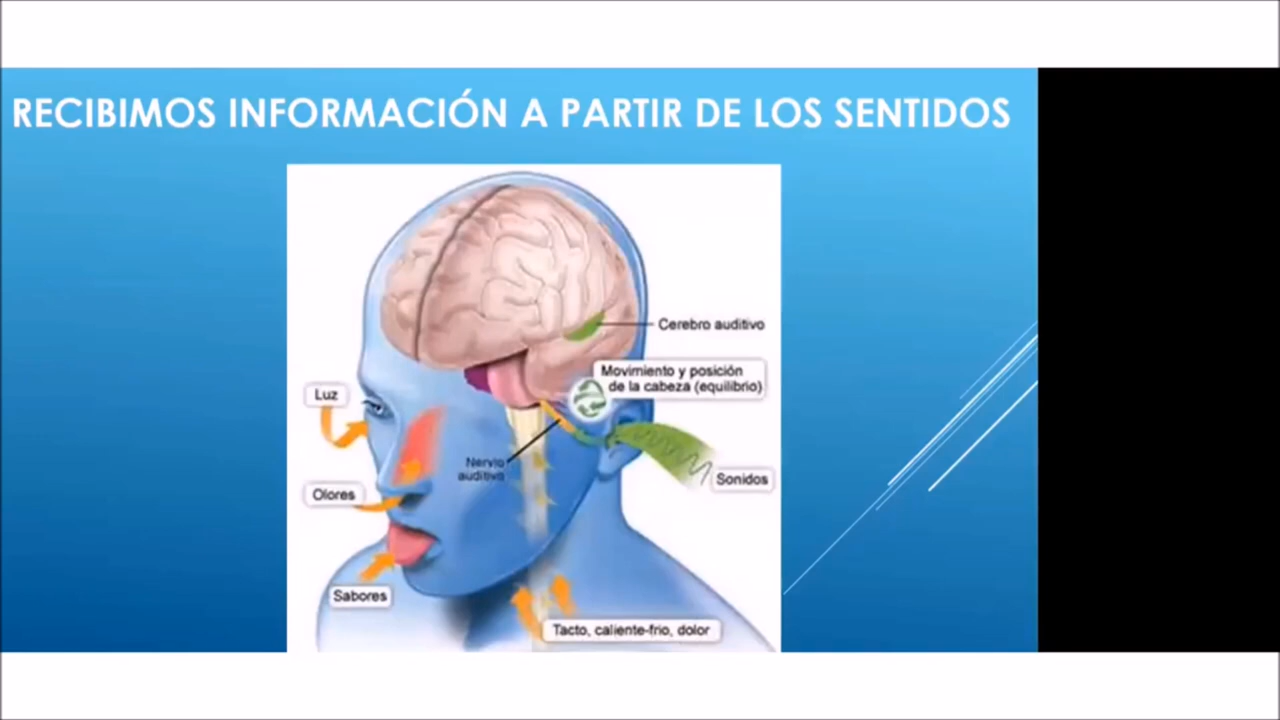 RECIBIMOS INFORMACIÓN A PARTIR DE LOS SENTIDOS
Cerebro auditivo
Movimiento y posición
de la cabeza (equilibrio)
Luz
Nervio
auditivo
Sonidos
Olores
Sabores
Tacto, caliente-frio, dolor